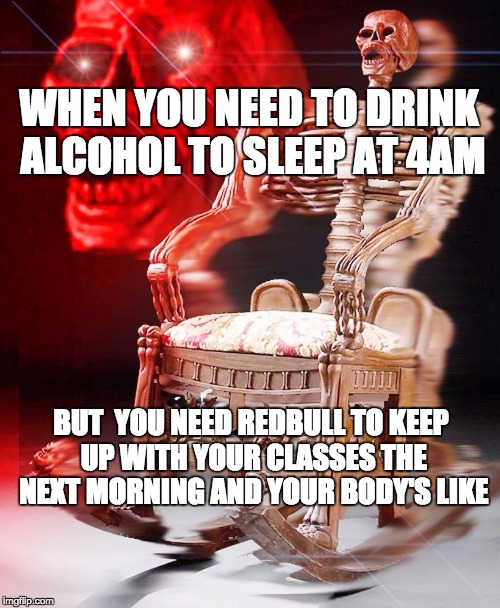 WHEN YOU NEED TO DRINK
ALCOHOL TO SLEEP AT 4AM
BUT YOU NEED REDBULL TO KEEP
UP WITH YOUR CLASSES THE
NEXT MORNING AND YOUR BODY'S LIKE
imgflip.com